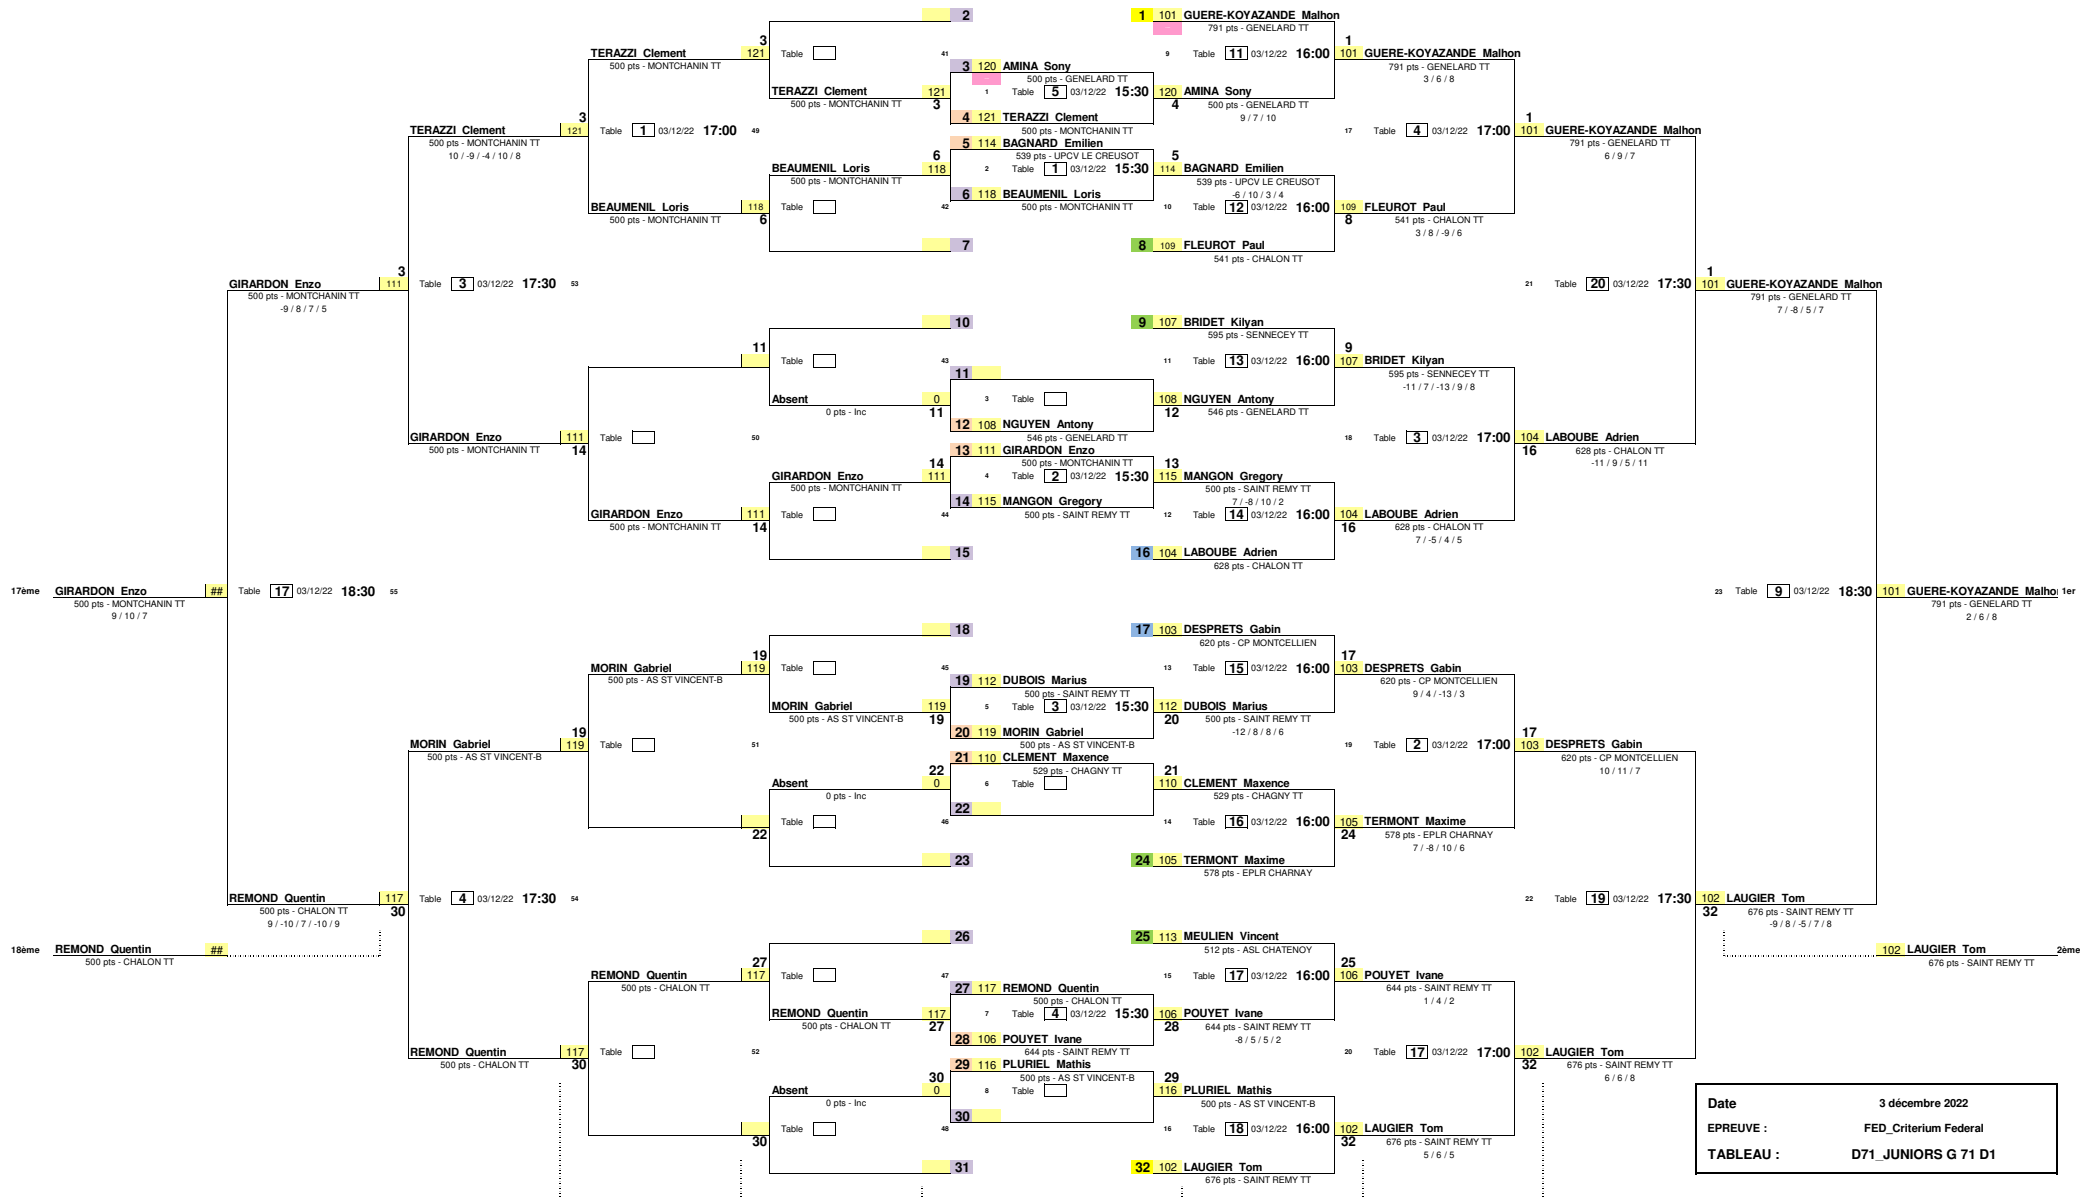 2
1 101 GUERE-KOYAZANDE Malhon
791 pts - GENELARD TT
3
TERAZZI Clement 121 Table 41
500 pts - MONTCHANIN TT
9 Table 11 03/12/22 16:00
1
101 GUERE-KOYAZANDE Malhon
791 pts - GENELARD TT
3 / 6 / 8
3 120 AMINA Sony
500 pts - GENELARD TT
TERAZZI Clement 121
500 pts - MONTCHANIN TT
3
1 Table 5 03/12/22 15:30
120 AMINA Sony
4
500 pts - GENELARD TT
9 / 7 / 10
4 121 TERAZZI Clement
500 pts - MONTCHANIN TT
3
TERAZZI Clement 121
500 pts - MONTCHANIN TT
10 / -9 / -4 / 10 / 8
Table 1 03/12/22 17:00 49
17 Table 4 03/12/22 17:00
1
101 GUERE-KOYAZANDE Malhon
791 pts - GENELARD TT
6 / 9 / 7
5 114 BAGNARD Emilien
539 pts - UPCV LE CREUSOT
6
BEAUMENIL Loris 118
500 pts - MONTCHANIN TT
2 Table 1 03/12/22 15:30
5
114 BAGNARD Emilien
539 pts - UPCV LE CREUSOT
-6 / 10 / 3 / 4
6 118 BEAUMENIL Loris
500 pts - MONTCHANIN TT
BEAUMENIL Loris 118
500 pts - MONTCHANIN TT
6
Table 42
10 Table 12 03/12/22 16:00
109 FLEUROT Paul
8
541 pts - CHALON TT
3 / 8 / -9 / 6
7
8 109 FLEUROT Paul
541 pts - CHALON TT
3
GIRARDON Enzo 111
500 pts - MONTCHANIN TT
-9 / 8 / 7 / 5
Table 3 03/12/22 17:30 53
21 Table 20 03/12/22 17:30
1
101 GUERE-KOYAZANDE Malhon
791 pts - GENELARD TT
7 / -8 / 5 / 7
10
9 107 BRIDET Kilyan
595 pts - SENNECEY TT
11
Table 43
11 Table 13 03/12/22 16:00
9
107 BRIDET Kilyan
595 pts - SENNECEY TT
-11 / 7 / -13 / 9 / 8
11
Absent 0
0 pts - Inc
11
3 Table
108 NGUYEN Antony
12
546 pts - GENELARD TT
12 108 NGUYEN Antony
546 pts - GENELARD TT
GIRARDON Enzo 111
500 pts - MONTCHANIN TT
14
Table 50
18 Table 3 03/12/22 17:00
104 LABOUBE Adrien
16
628 pts - CHALON TT
-11 / 9 / 5 / 11
13 111 GIRARDON Enzo
500 pts - MONTCHANIN TT
14
GIRARDON Enzo 111
500 pts - MONTCHANIN TT
4 Table 2 03/12/22 15:30
13
115 MANGON Gregory
500 pts - SAINT REMY TT
7 / -8 / 10 / 2
14 115 MANGON Gregory
500 pts - SAINT REMY TT
GIRARDON Enzo 111
500 pts - MONTCHANIN TT
14
Table 44
12 Table 14 03/12/22 16:00
104 LABOUBE Adrien
16
628 pts - CHALON TT
7 / -5 / 4 / 5
15
16 104 LABOUBE Adrien
628 pts - CHALON TT
17ème GIRARDON Enzo ##
500 pts - MONTCHANIN TT
9 / 10 / 7
Table 17 03/12/22 18:30 55
23 Table 9 03/12/22 18:30
101 GUERE-KOYAZANDE Malho 1er
791 pts - GENELARD TT
2 / 6 / 8
18
17 103 DESPRETS Gabin
620 pts - CP MONTCELLIEN
19
MORIN Gabriel 119
500 pts - AS ST VINCENT-B
Table 45
13 Table 15 03/12/22 16:00
17
103 DESPRETS Gabin
620 pts - CP MONTCELLIEN
9 / 4 / -13 / 3
19 112 DUBOIS Marius
500 pts - SAINT REMY TT
MORIN Gabriel 119
500 pts - AS ST VINCENT-B
19
5 Table 3 03/12/22 15:30
112 DUBOIS Marius
20
500 pts - SAINT REMY TT
-12 / 8 / 8 / 6
20 119 MORIN Gabriel
500 pts - AS ST VINCENT-B
19
MORIN Gabriel 119
500 pts - AS ST VINCENT-B
Table 51
19 Table 2 03/12/22 17:00
17
103 DESPRETS Gabin
620 pts - CP MONTCELLIEN
10 / 11 / 7
21 110 CLEMENT Maxence
529 pts - CHAGNY TT
22
Absent 0
0 pts - Inc
6 Table
21
110 CLEMENT Maxence
529 pts - CHAGNY TT
22
22
Table 46
14 Table 16 03/12/22 16:00
105 TERMONT Maxime
24
578 pts - EPLR CHARNAY
7 / -8 / 10 / 6
23
24 105 TERMONT Maxime
578 pts - EPLR CHARNAY
REMOND Quentin 117
500 pts - CHALON TT
30
9 / -10 / 7 / -10 / 9
Table 4 03/12/22 17:30 54
22 Table 19 03/12/22 17:30
102 LAUGIER Tom
32
676 pts - SAINT REMY TT
-9 / 8 / -5 / 7 / 8
18ème REMOND Quentin ##
500 pts - CHALON TT
102 LAUGIER Tom 2ème
676 pts - SAINT REMY TT
26
25 113 MEULIEN Vincent
512 pts - ASL CHATENOY
27
REMOND Quentin 117
500 pts - CHALON TT
Table 47
15 Table 17 03/12/22 16:00
25
106 POUYET Ivane
644 pts - SAINT REMY TT
1 / 4 / 2
27 117 REMOND Quentin
500 pts - CHALON TT
REMOND Quentin 117
500 pts - CHALON TT
27
7 Table 4 03/12/22 15:30
106 POUYET Ivane
28
644 pts - SAINT REMY TT
-8 / 5 / 5 / 2
28 106 POUYET Ivane
644 pts - SAINT REMY TT
REMOND Quentin 117
500 pts - CHALON TT
30
Table 52
20 Table 17 03/12/22 17:00
102 LAUGIER Tom
32
676 pts - SAINT REMY TT
6 / 6 / 8
29 116 PLURIEL Mathis
500 pts - AS ST VINCENT-B
30
Absent 0
0 pts - Inc
8 Table
29
116 PLURIEL Mathis
500 pts - AS ST VINCENT-B
30
30
Table 48
16 Table 18 03/12/22 16:00
102 LAUGIER Tom
32
676 pts - SAINT REMY TT
5 / 6 / 5
31
32 102 LAUGIER Tom
676 pts - SAINT REMY TT
Date 3 décembre 2022
EPREUVE : FED_Criterium Federal
TABLEAU : D71_JUNIORS G 71 D1